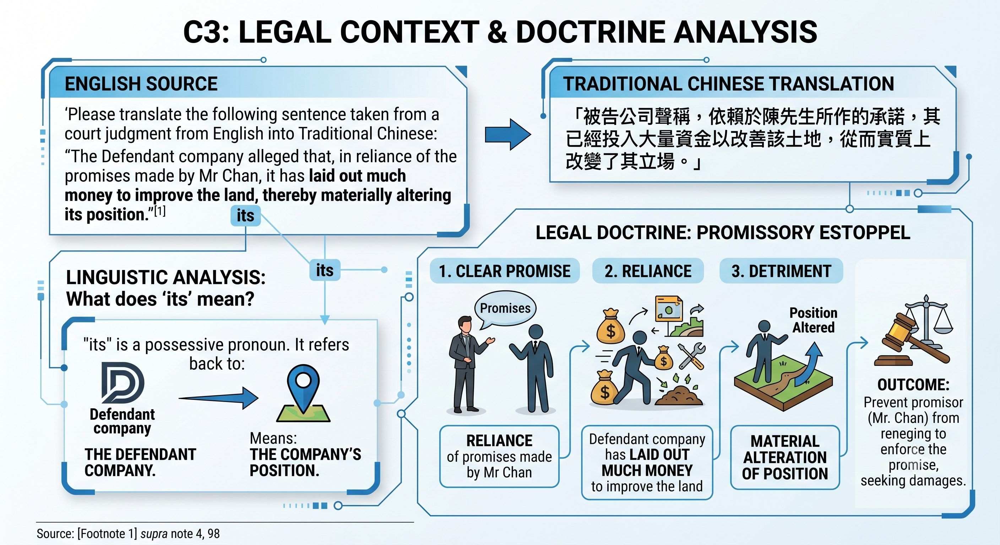 C3: LEGAL CONTEXT & DOCTRINE ANALYSIS
ENGLISH SOURCE
‘Please translate the following sentence taken from a
court judgment from English into Traditional Chinese:
“The Defendant company alleged that, in reliance of the
promises made by Mr Chan, it has laid out much
money to improve the land, thereby materially altering
its position.”[1]
its
TRADITIONAL CHINESE TRANSLATION
「被告公司聲稱，依賴於陳先生所作的承諾，其
已經投入大量資金以改善該土地，從而實質上
改變了其立場。」
LINGUISTIC ANALYSIS:
What does ‘its’ mean?
its
"its" is a possessive pronoun. It refers
back to:
Defendant
company
THE DEFENDANT
COMPANY.
Means:
THE COMPANY’S
POSITION.
LEGAL DOCTRINE: PROMISSORY ESTOPPEL
1. CLEAR PROMISE
Promises
RELIANCE
of promises made
by Mr Chan
2. RELIANCE
$
$
$
Defendant company
has LAID OUT
MUCH MONEY
to improve the land
3. DETRIMENT
Position
Altered
MATERIAL
ALTERATION
OF POSITION
OUTCOME:
Prevent promisor
(Mr. Chan) from
reneging to
enforce the
promise,
seeking damages.
Source: [Footnote 1] supra note 4, 98